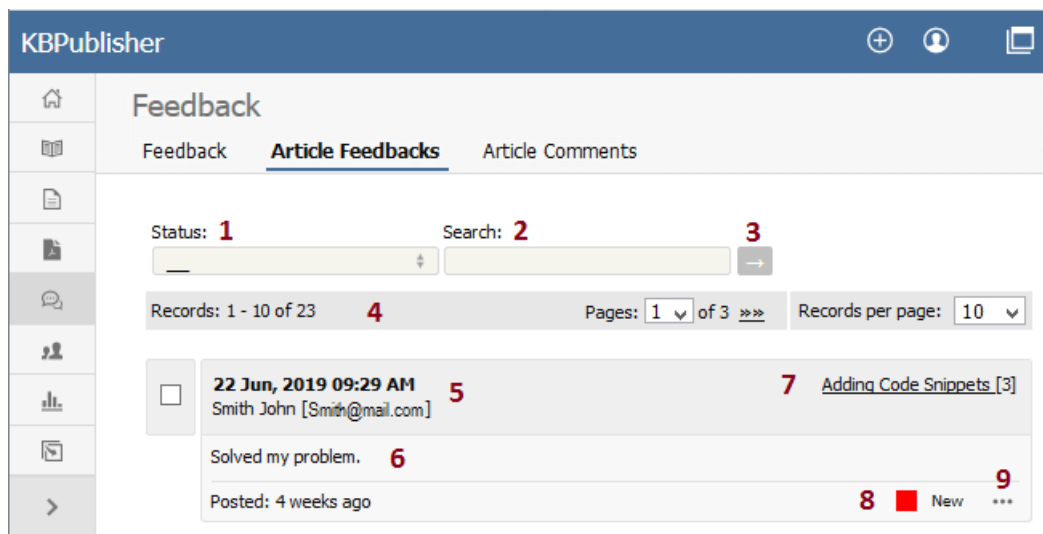 KBPublisher
Feedback
Feedback Article Feedbacks Article Comments
Status: 1 Search: 2 3
__ →
Records: 1 - 10 of 23 4 Pages: 1 of 3 »» Records per page: 10
22 Jun, 2019 09:29 AM 5 7 Adding Code Snippets [3]
Smith John [Smith@mail.com]
Solved my problem. 6
9
Posted: 4 weeks ago 8 New ...